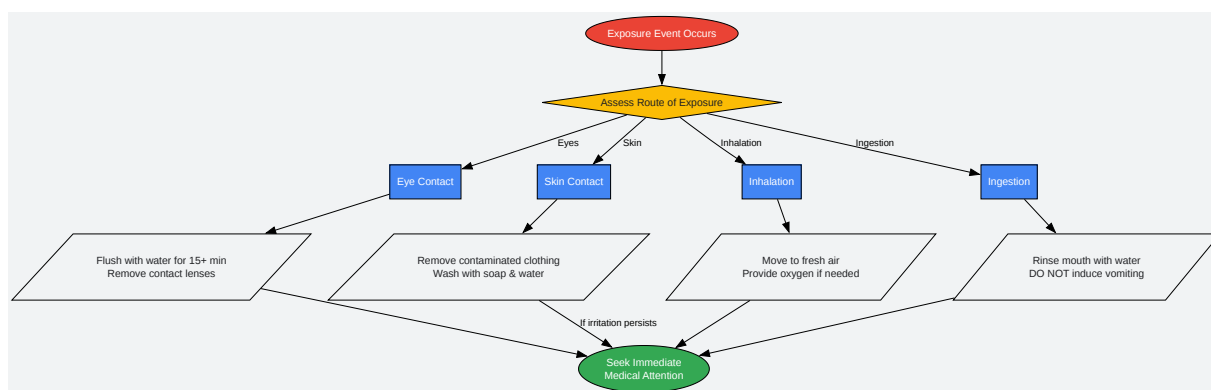 Exposure Event Occurs
Assess Route of Exposure
Eyes
Skin
Inhalation
Ingestion
Eye Contact
Skin Contact
Inhalation
Ingestion
Flush with water for 15+ min
Remove contact lenses
Remove contaminated clothing
Wash with soap & water
Move to fresh air
Provide oxygen if needed
Rinse mouth with water
DO NOT induce vomiting
If irritation persists
Seek Immediate
Medical Attention